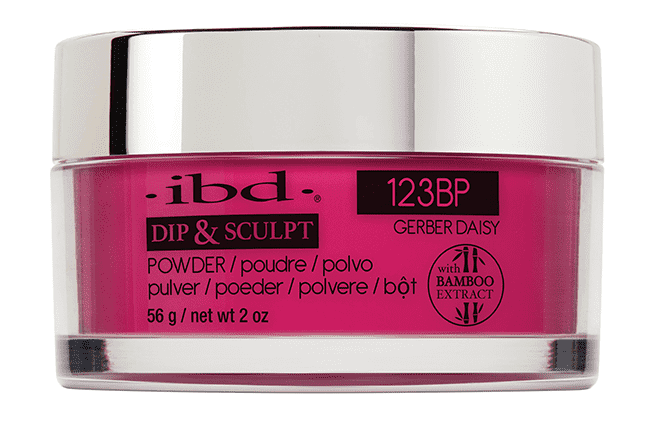 ·ibd·®
DIP & SCULPT
POWDER / poudre / polvo
pulver / poeder / polvere / bột
56 g / net wt 2 oz
123BP
GERBER DAISY
with
BAMBOO
EXTRACT